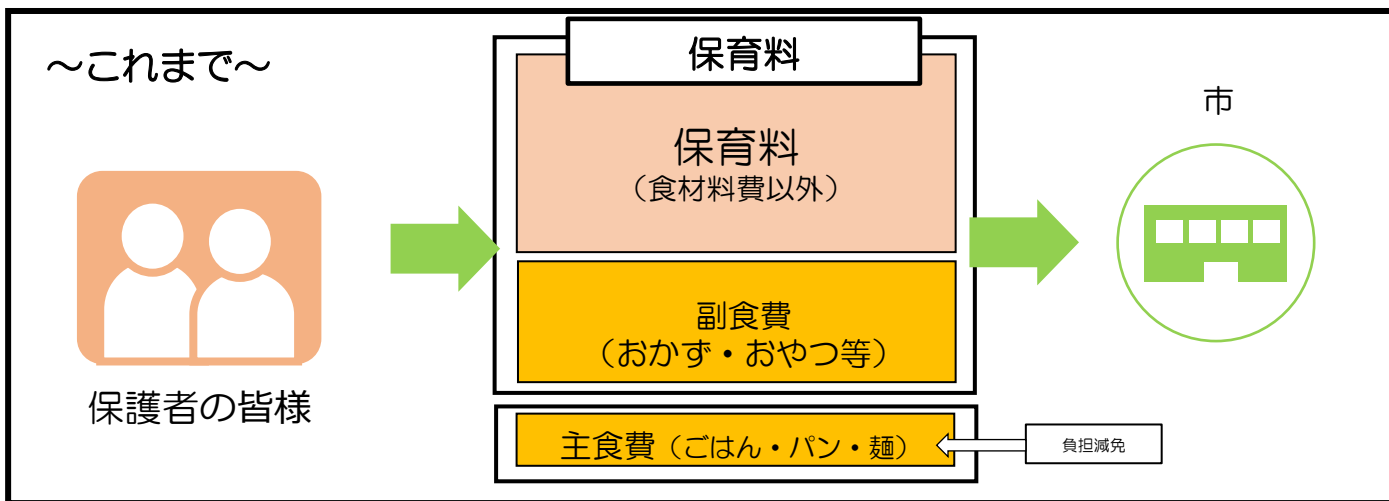 ～これまで～
保育料
保育料
（食材料費以外）
副食費
（おかず・おやつ等）
主食費（ごはん・パン・麺）
負担減免
保護者の皆様
市